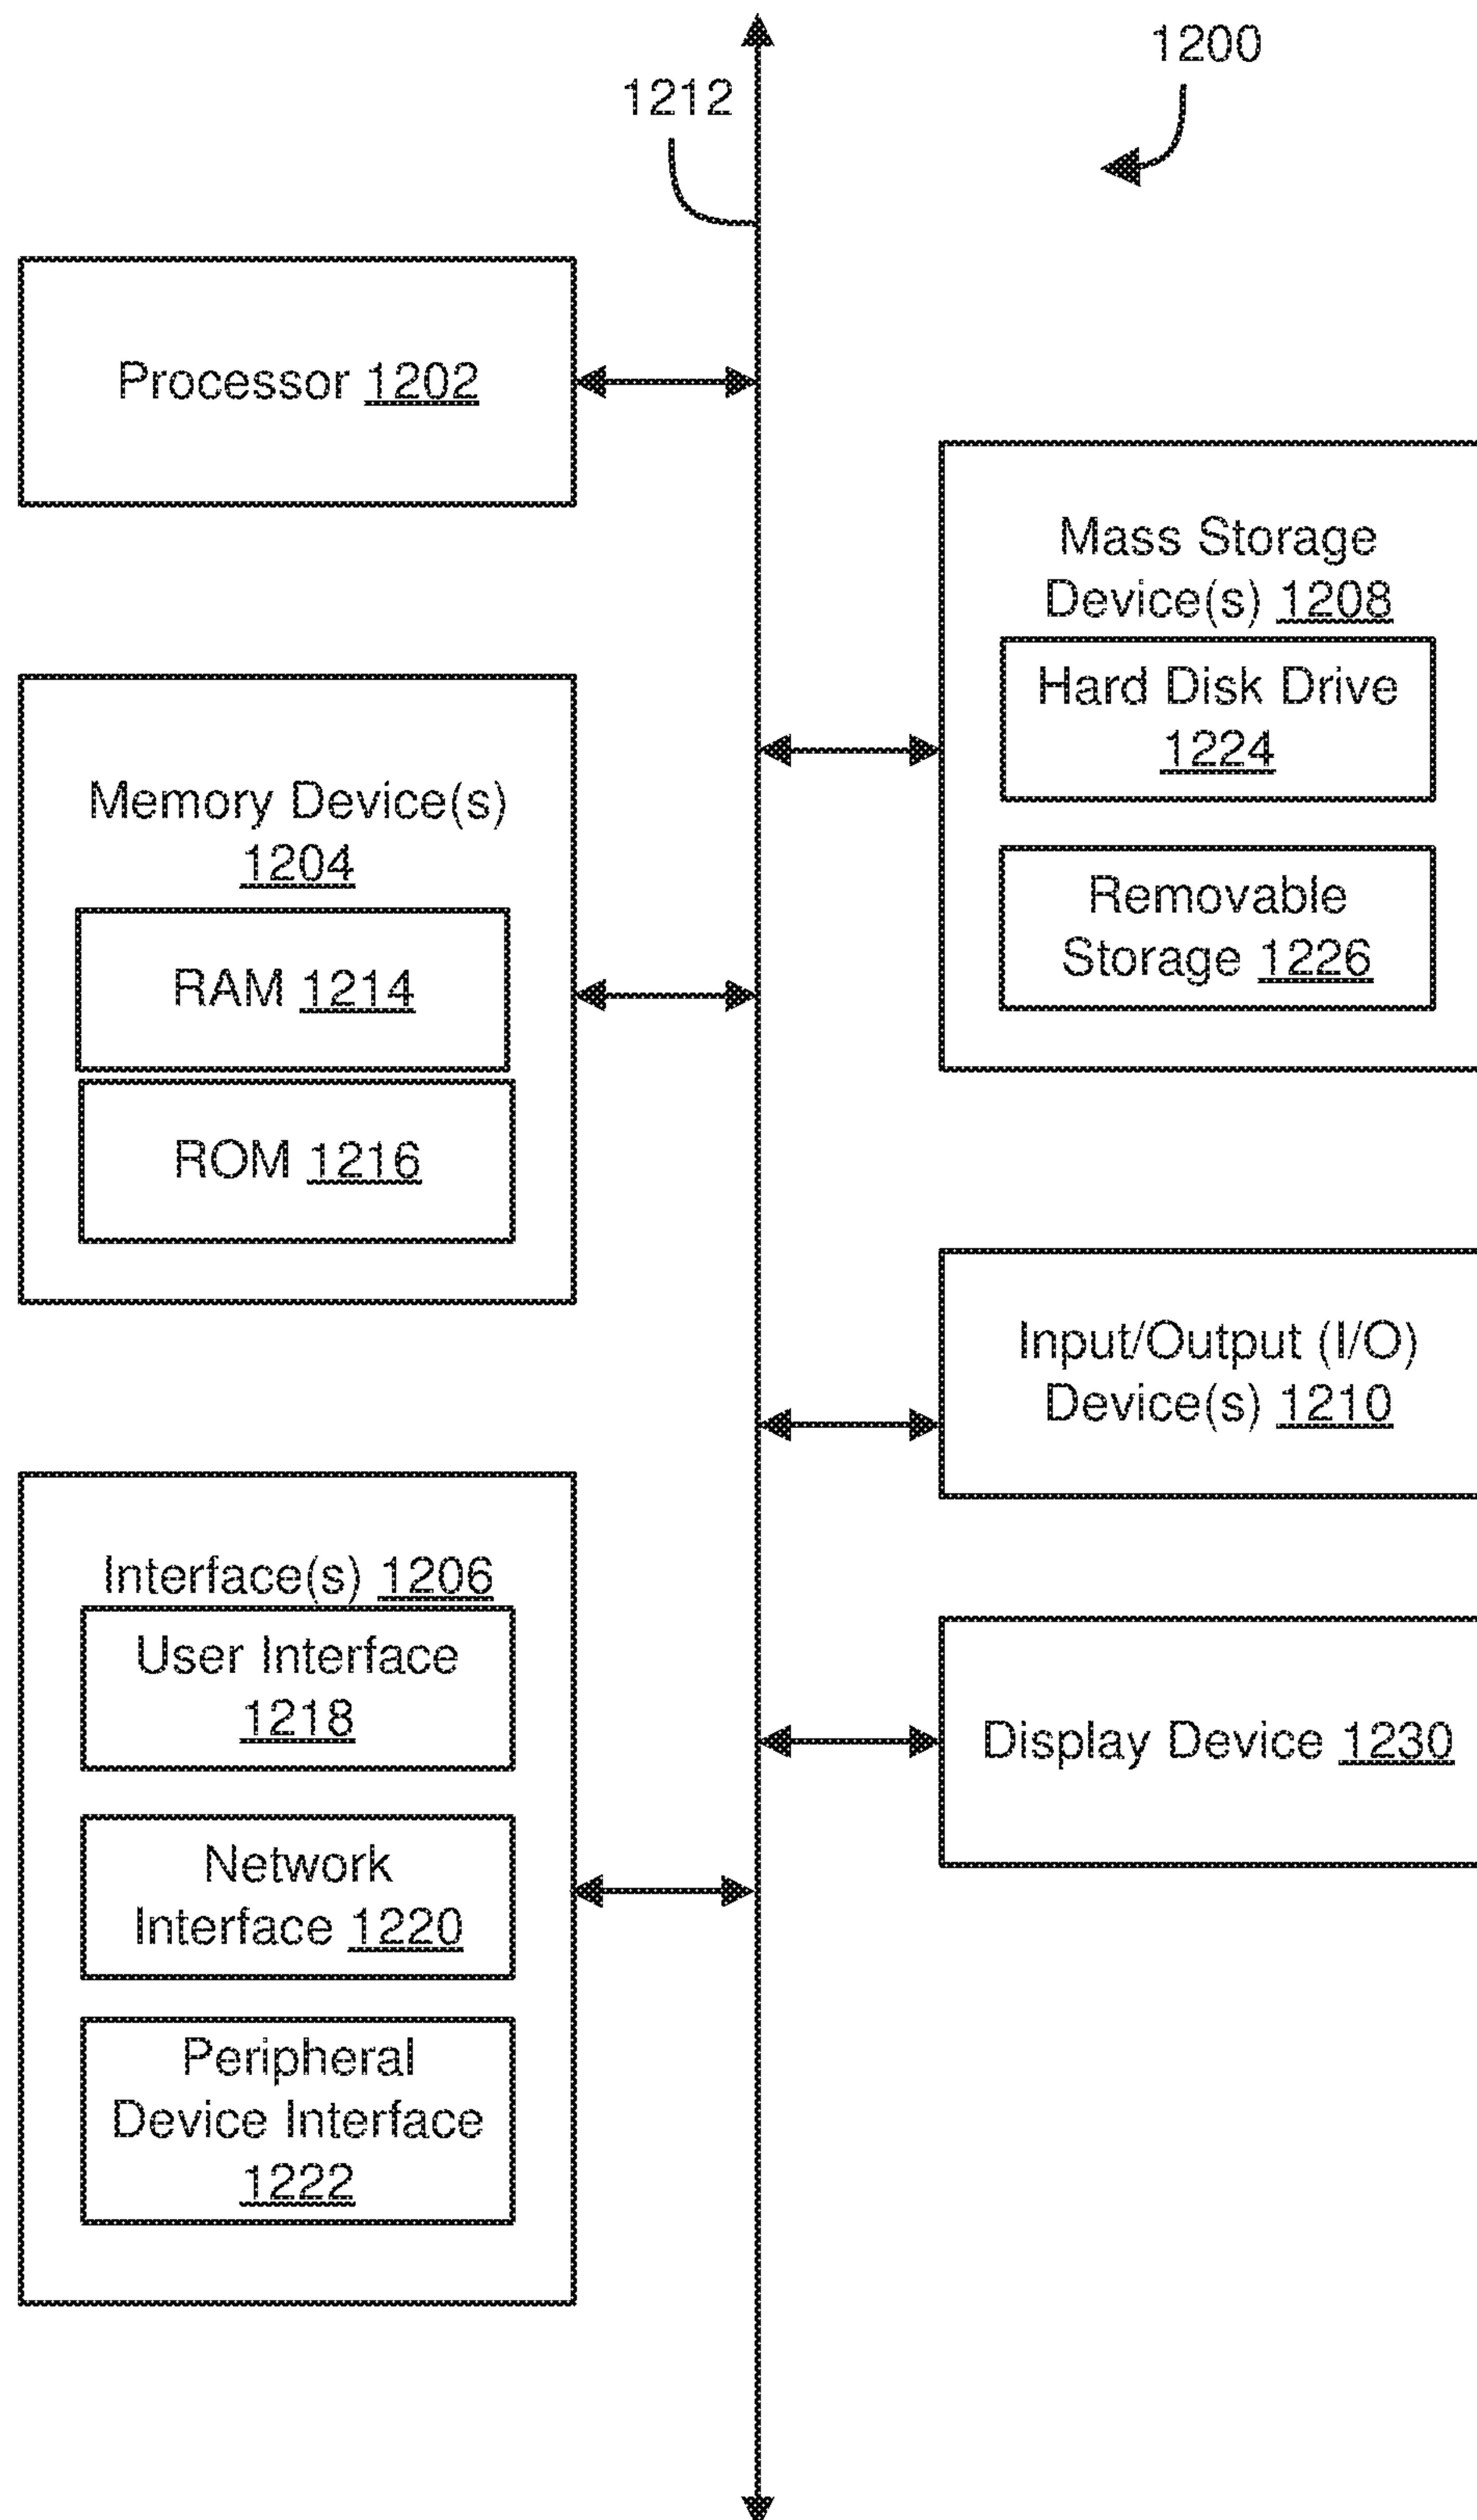 1200
1212
Processor 1202
Mass Storage
Device(s) 1208
Hard Disk Drive
1224
Removable
Storage 1226
Memory Device(s)
1204
RAM 1214
ROM 1216
Input/Output (I/O)
Device(s) 1210
Interface(s) 1206
User Interface
1218
Network
Interface 1220
Peripheral
Device Interface
1222
Display Device 1230